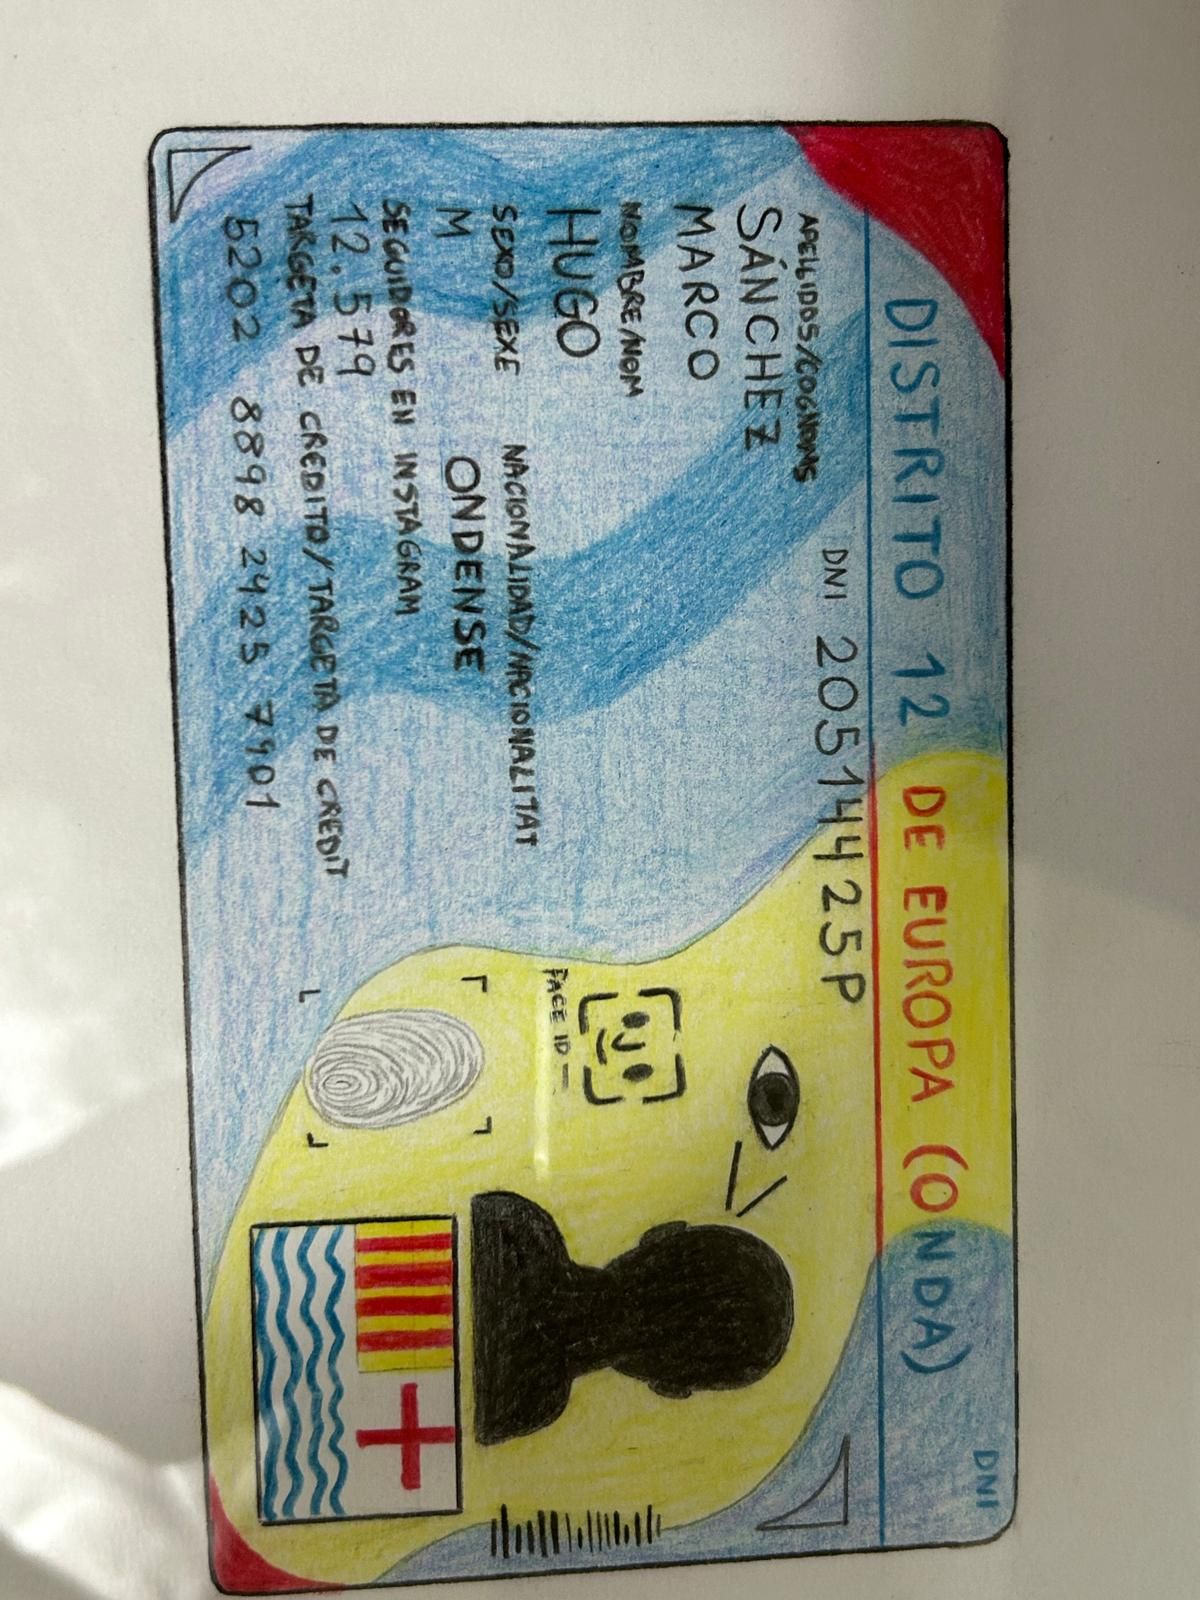 DNI
DISTRITO 12 DE EUROPA (ONDA)
DNI 205144425P
APELLIDOS/COGNOMS
SÁNCHEZ
MARCO
NOMBRE/NOM
HUGO
SEXO/SEXE NACIONALIDAD/NACIONALITAT
M ONDENSE
SEGUIDORES EN INSTAGRAM
12.579
TARGETA DE CREDITO/TARGETA DE CREDIT
5202 8898 2425 7901
FACE ID